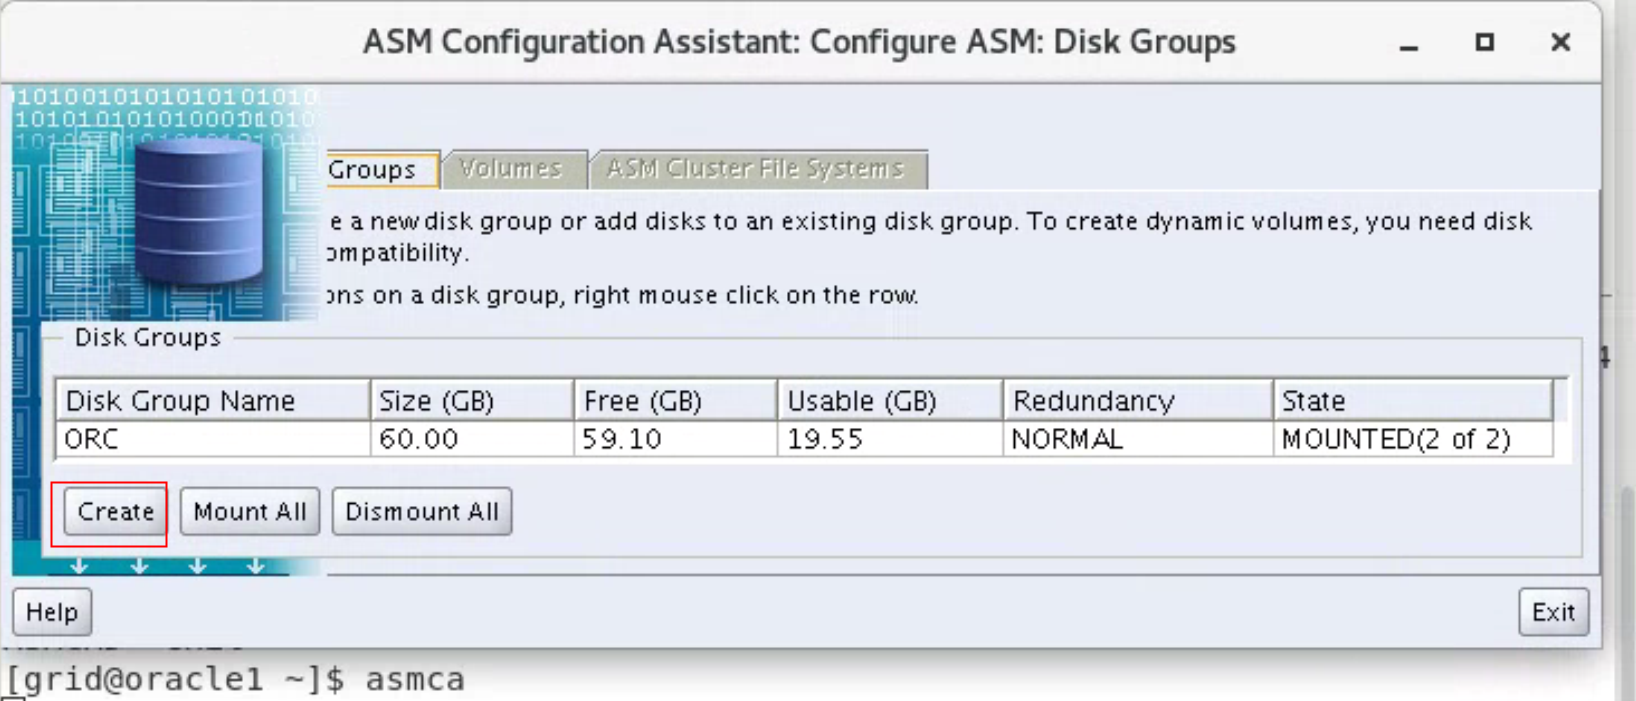 ASM Configuration Assistant: Configure ASM: Disk Groups
Groups Volumes ASM Cluster File Systems
e a new disk group or add disks to an existing disk group. To create dynamic volumes, you need disk
ompatibility.
ons on a disk group, right mouse click on the row.
Disk Groups
Disk Group Name Size (GB) Free (GB) Usable (GB) Redundancy State
ORC 60.00 59.10 19.55 NORMAL MOUNTED(2 of 2)
Create Mount All Dismount All
Help Exit
[grid@oracle1 ~]$ asmca